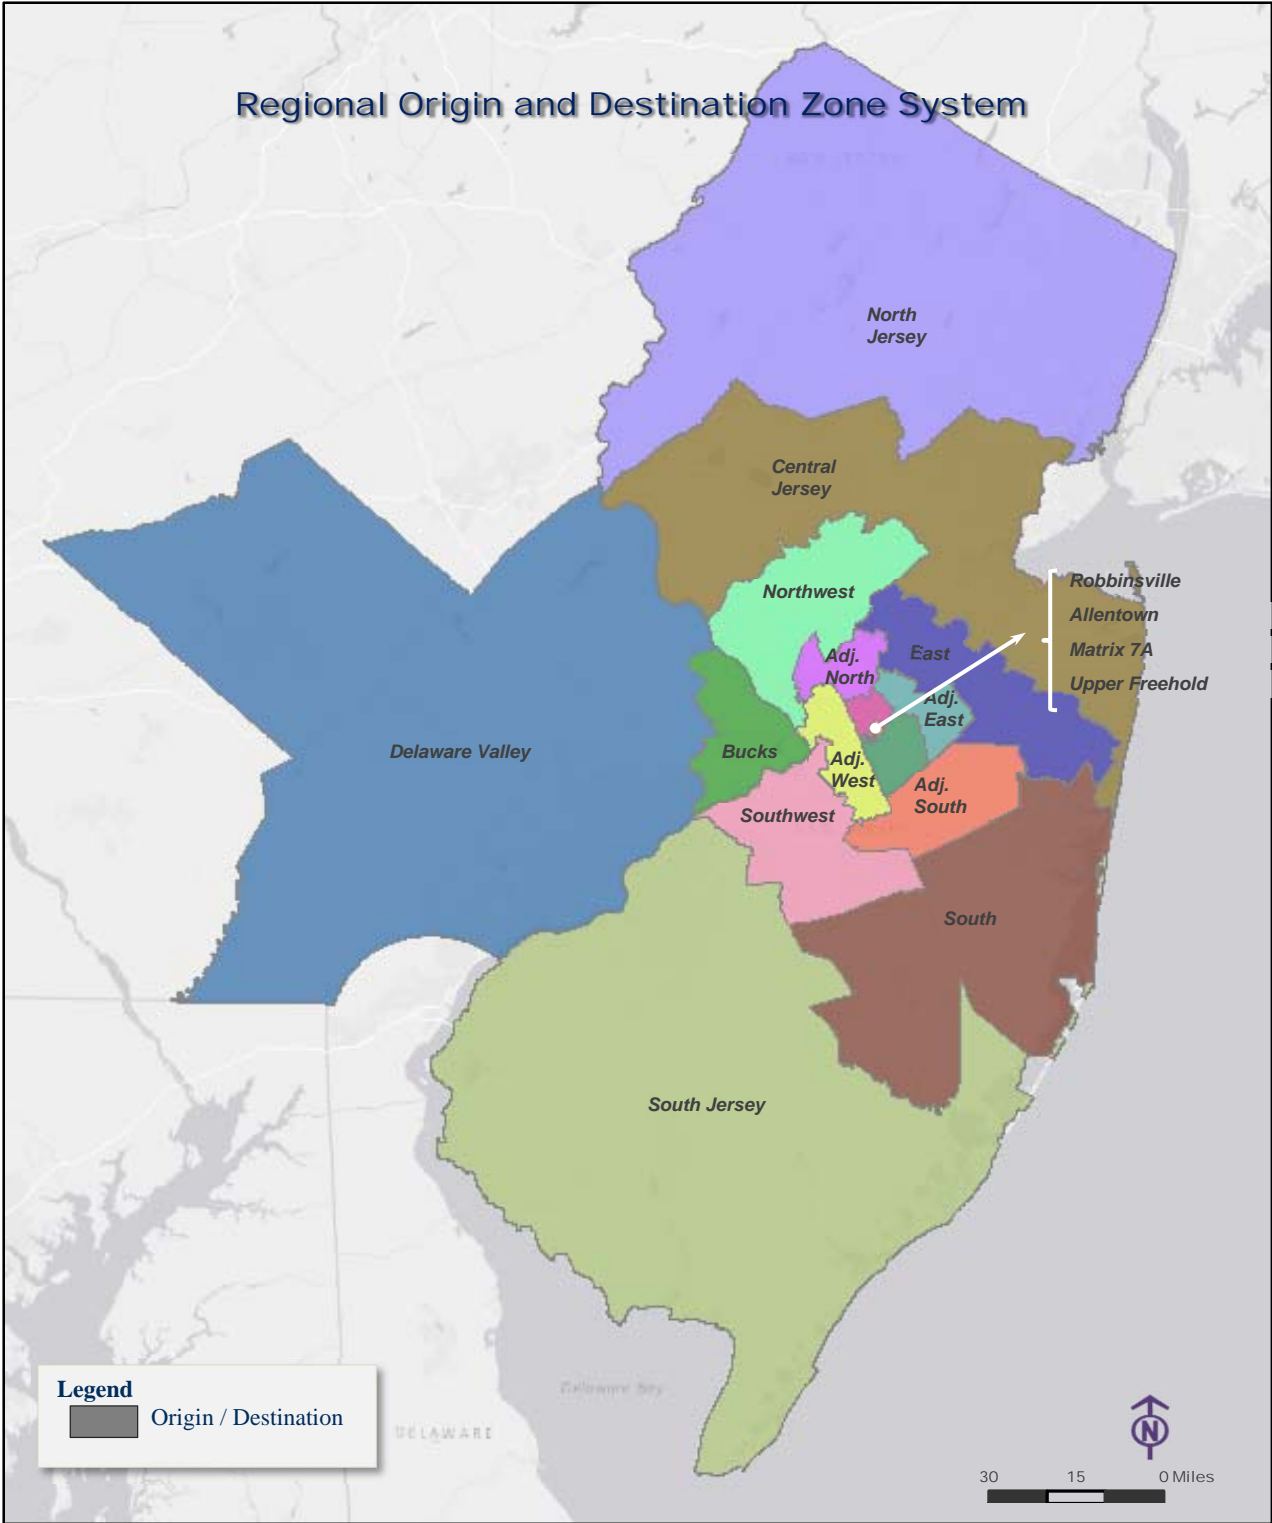 Regional Origin and Destination Zone System
North
Jersey
Central
Jersey
Northwest
Robbinsville
Allentown
Matrix 7A
Upper Freehold
East
Adj.
North
Adj.
East
Delaware Valley
Bucks
Adj.
West
Adj.
South
Southwest
South
South Jersey
Delaware Bay
DELAWARE
Legend
Origin / Destination
N
30 15 0 Miles